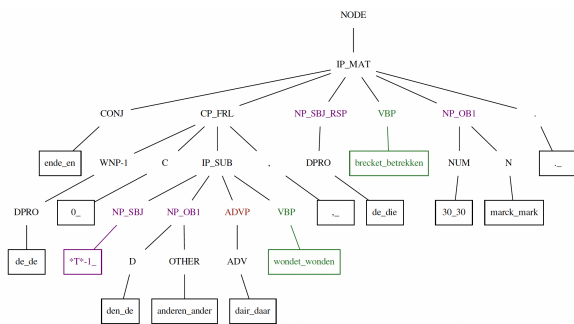 NODE
IP_MAT
CONJ CP_FRL NP_SBJ_RSP VBP NP_OB1 .
ende_en WNP-1 C IP_SUB , DPRO brecket_betrekken NUM N ._
DPRO 0_ NP_SBJ NP_OB1 ADVP VBP ,_ de_die 30_30 marck_mark
de_de *T*-1_ D OTHER ADV wondet_wonden
den_de anderen_ander dair_daar